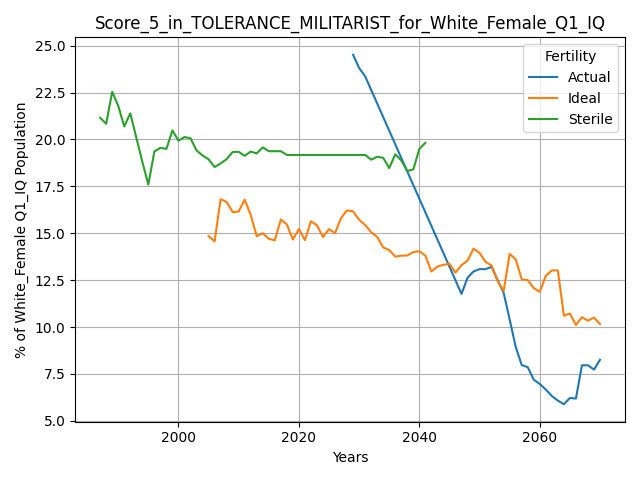 Score_5_in_TOLERANCE_MILITARIST_for_White_Female_Q1_IQ
Fertility
Actual
Ideal
Sterile
% of White_Female Q1_IQ Population
25.0
22.5
20.0
17.5
15.0
12.5
10.0
7.5
5.0
2000
2020
2040
2060
Years